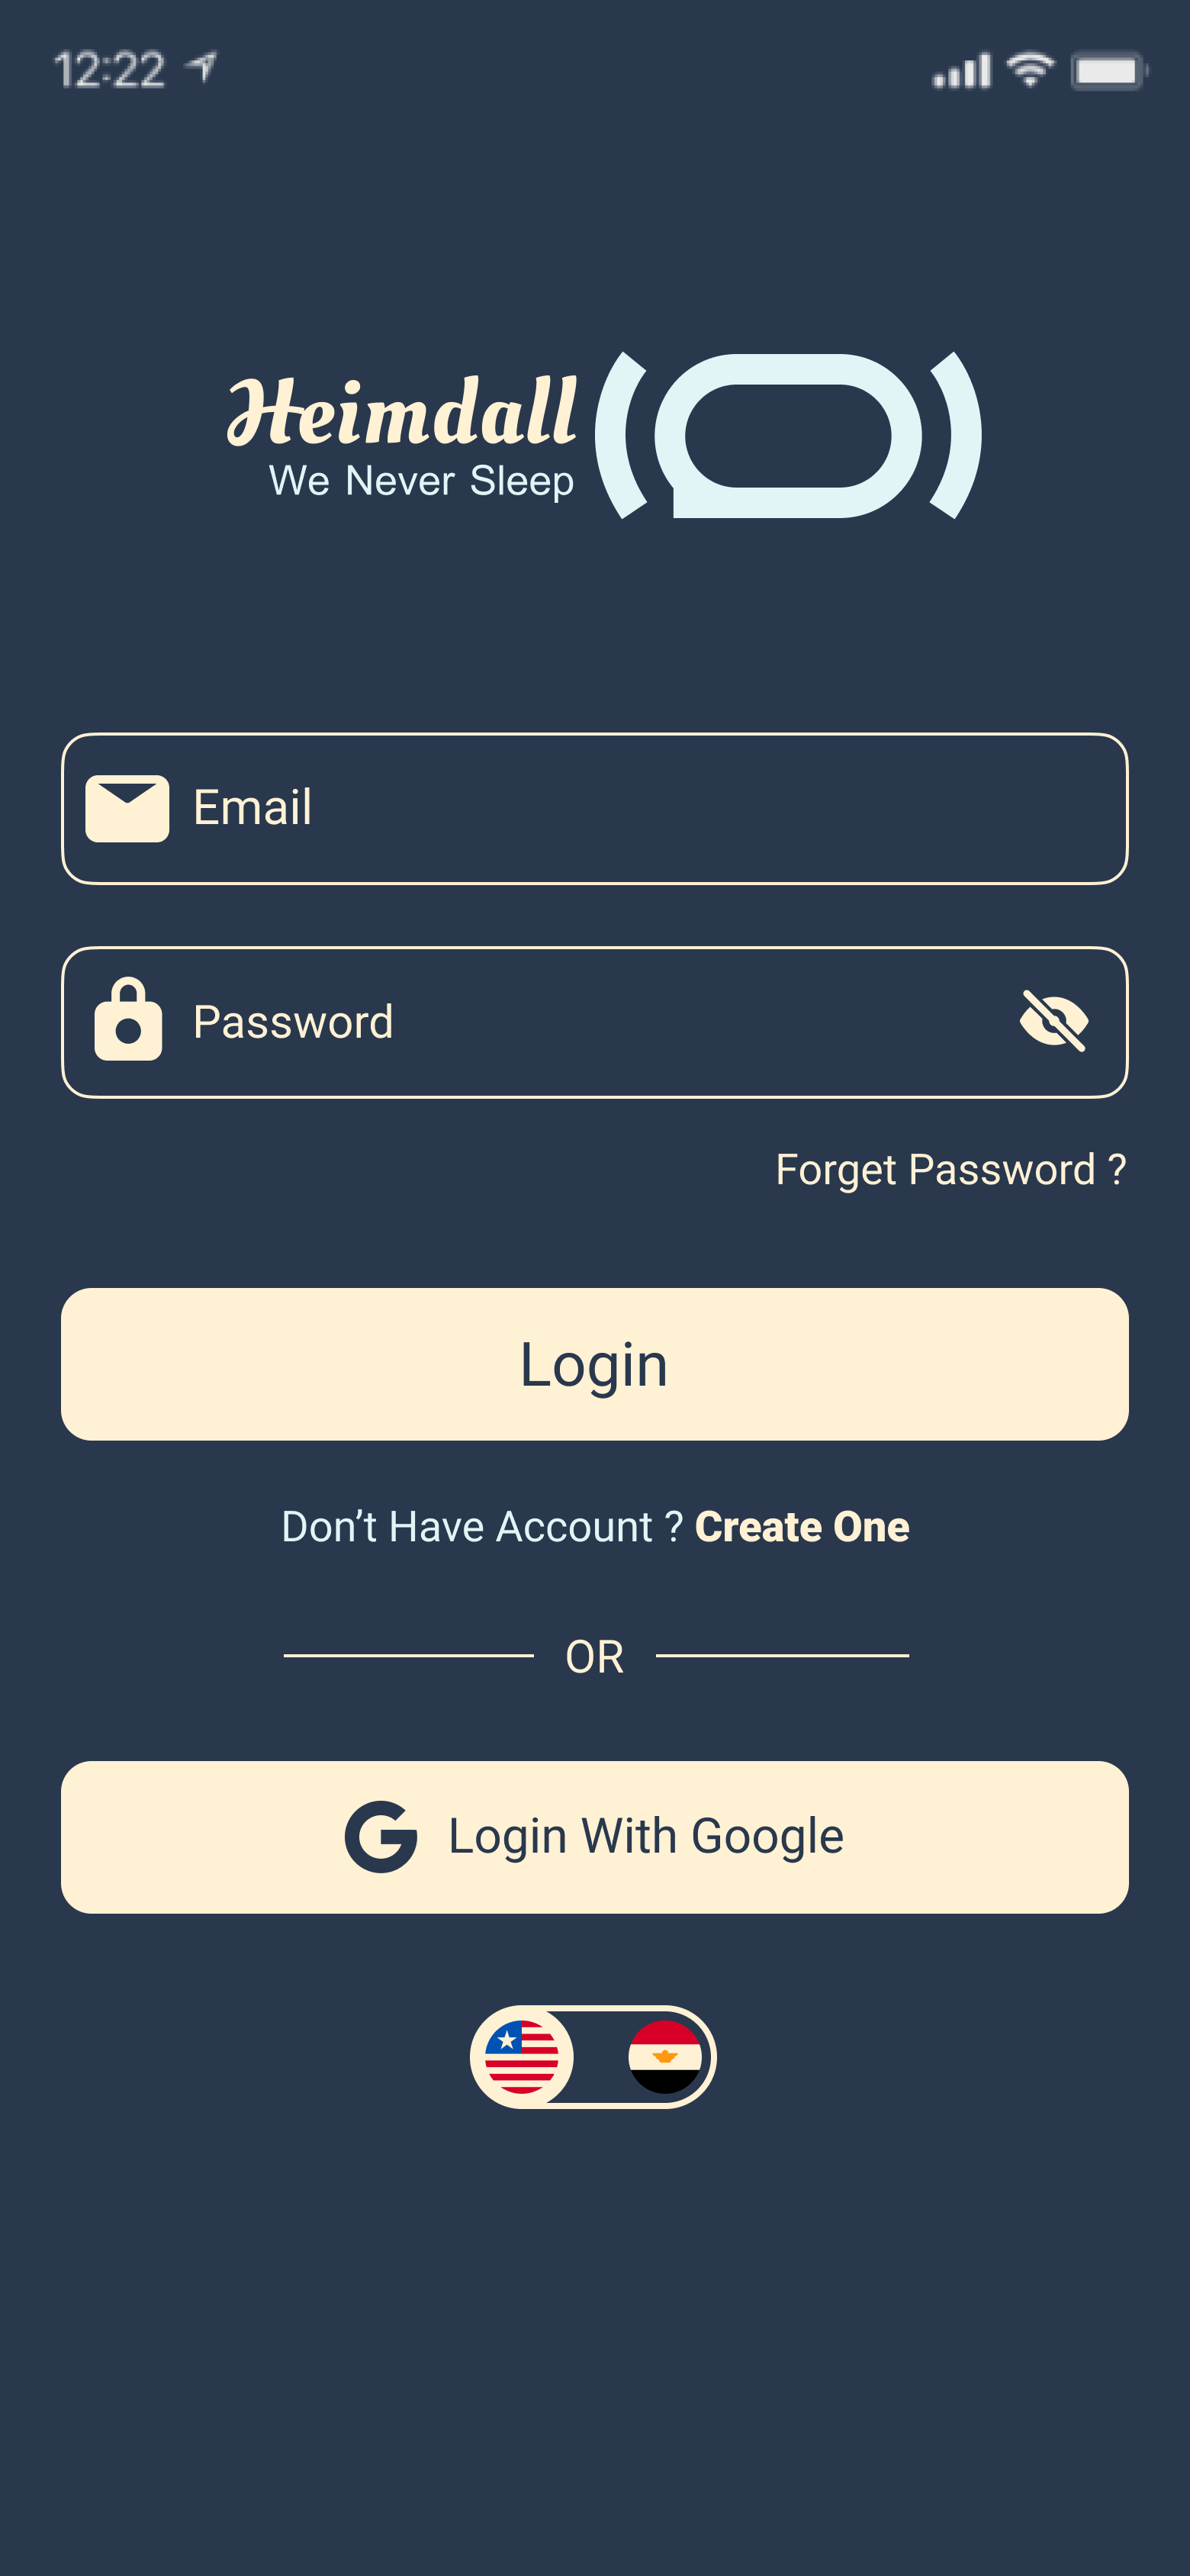 12:22
Heimdall
We Never Sleep
Email
Password
Forget Password ?
Login
Don’t Have Account ? Create One
OR
Login With Google